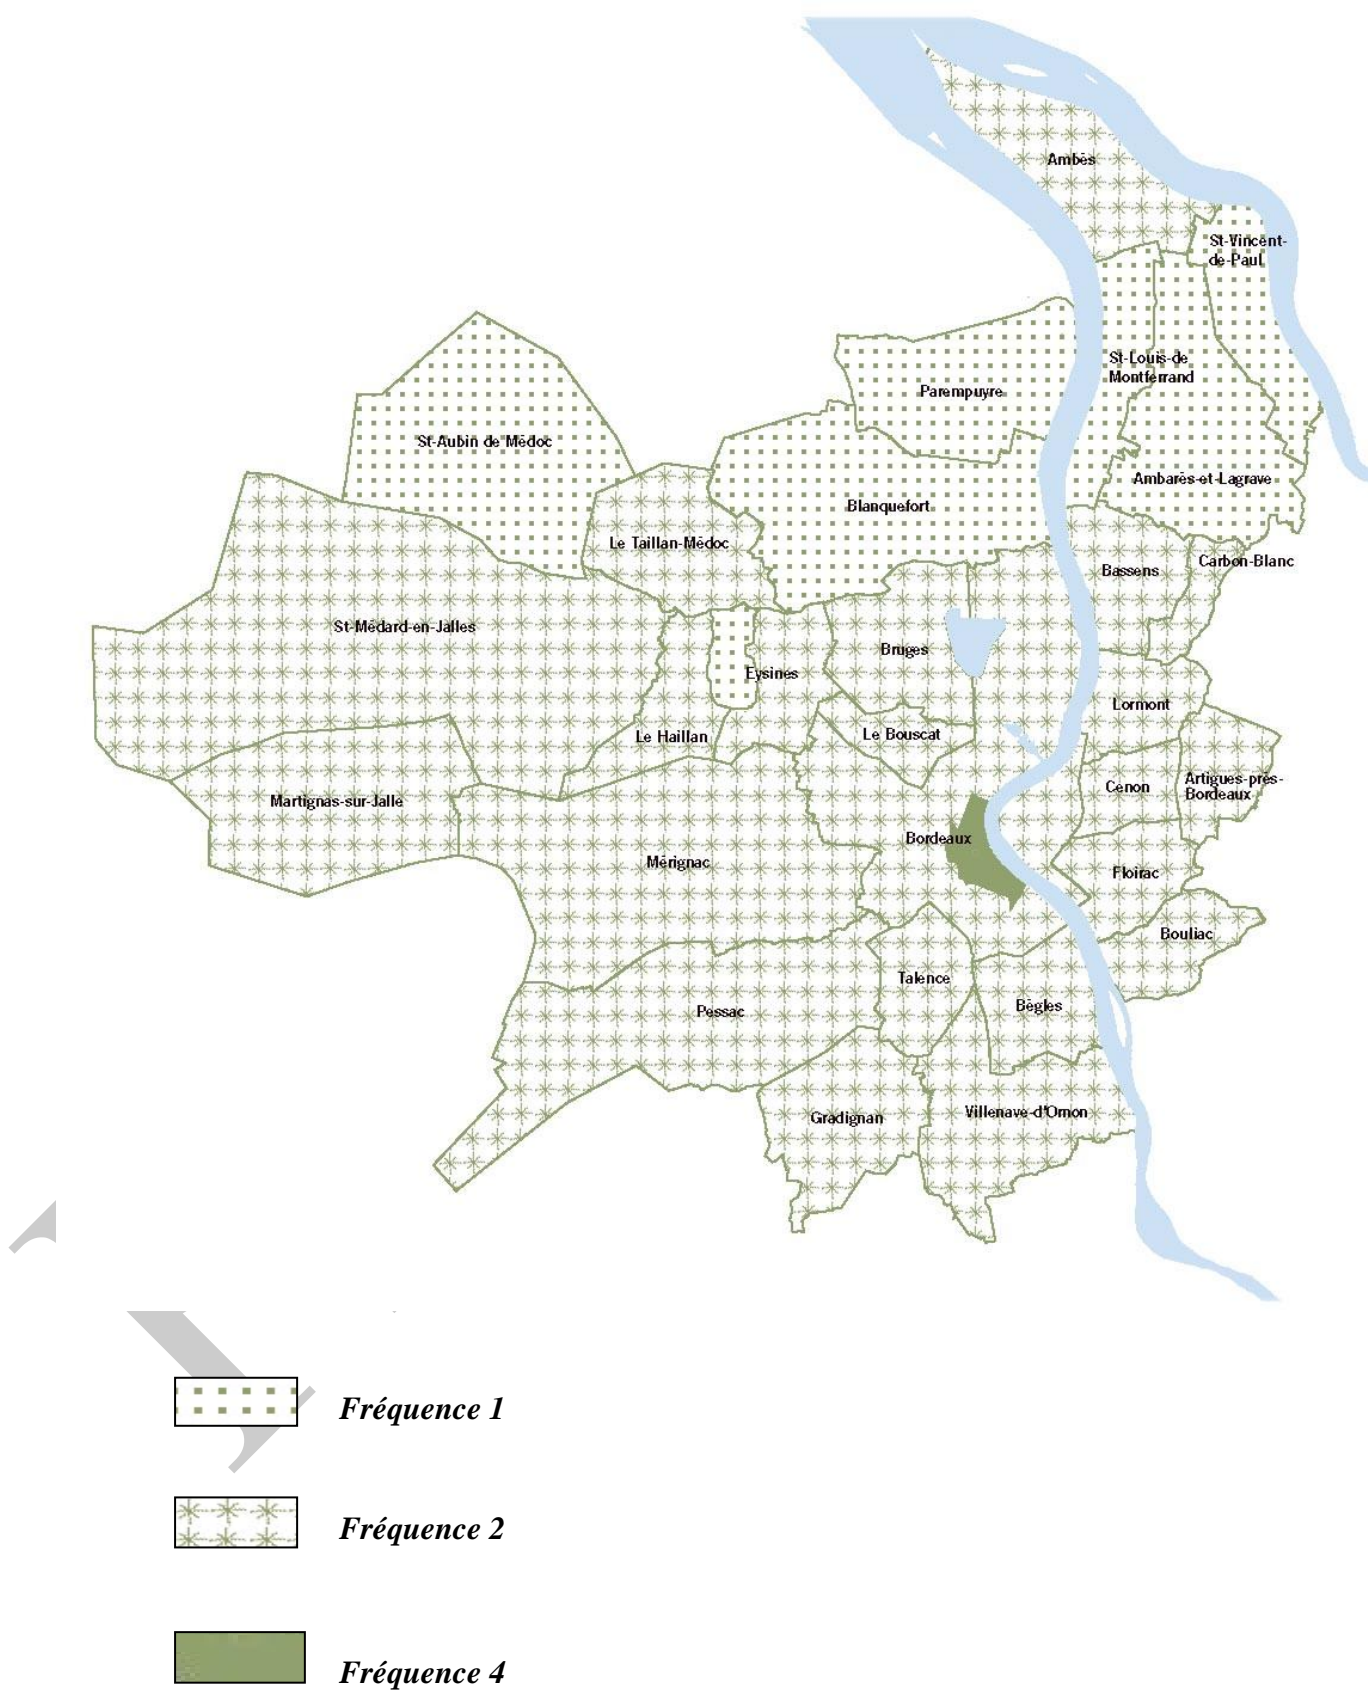 Ambès
St-Vincent-
de-Paul
St-Louis-de
Montferrand
Parempuyre
St-Aubin de Médoc
Ambarès-et-Lagrave
Blanquefort
Le Taillan-Médoc
Carbon-Blanc
Bassens
St-Médard-en-Jalles
Bruges
Eysines
Lormont
Le Bouscat
Le Haillan
Artigues-près-
Bordeaux
Cenon
Martignas-sur-Jalle
Bordeaux
Mérignac
Floirac
Bouliac
Talence
Bègles
Pessac
Villenave-d'Ornon
Gradignan
Fréquence 1
Fréquence 2
Fréquence 4